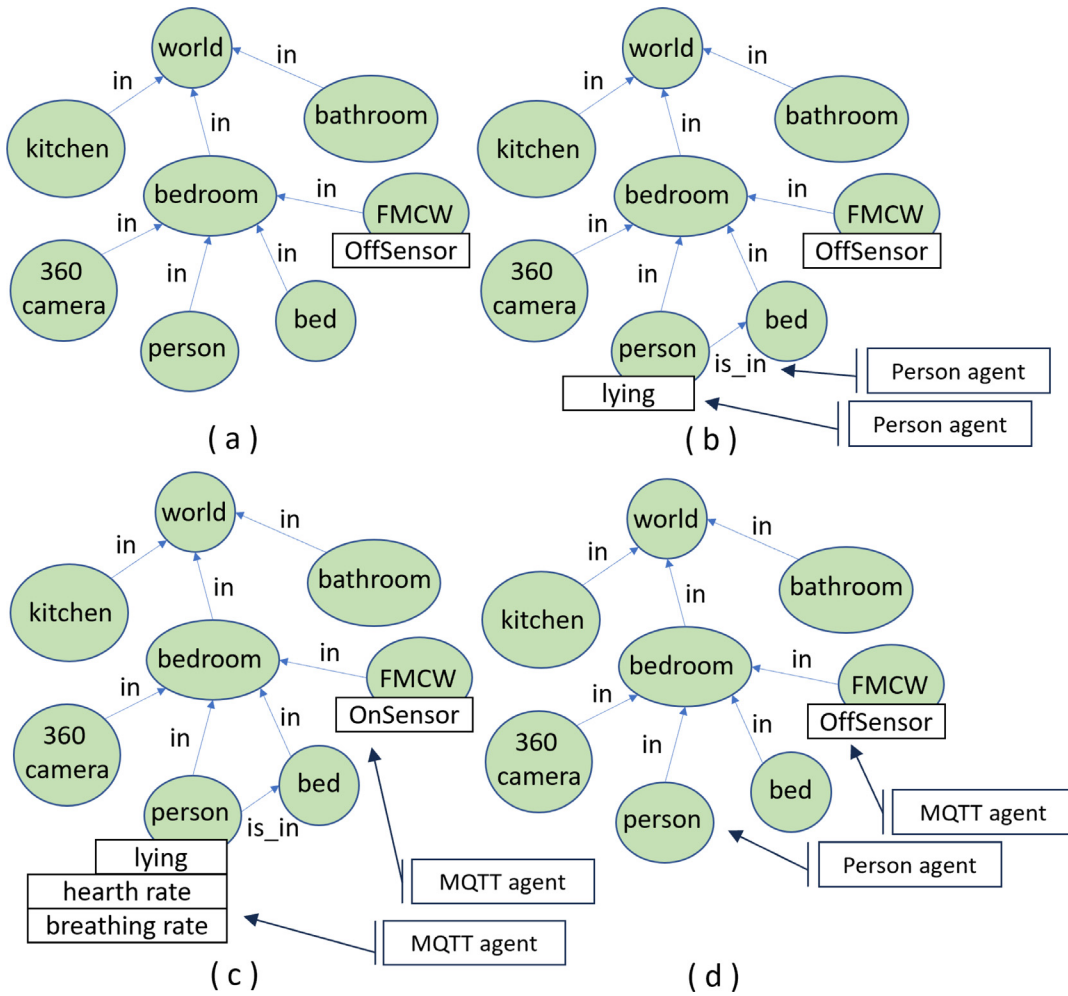 world
in
in
bathroom
kitchen
in
bedroom
in
FMCW
OffSensor
in
360
camera
in
in
bed
person
( a )
world
in
in
bathroom
kitchen
in
bedroom
in
FMCW
OffSensor
in
360
camera
in
in
bed
person
is_in
lying
Person agent
Person agent
( b )
world
in
in
bathroom
kitchen
in
bedroom
in
FMCW
OnSensor
in
360
camera
in
in
bed
person
is_in
lying
hearth rate
breathing rate
MQTT agent
MQTT agent
( c )
world
in
in
bathroom
kitchen
in
bedroom
in
FMCW
OffSensor
in
360
camera
in
in
bed
person
MQTT agent
Person agent
( d )